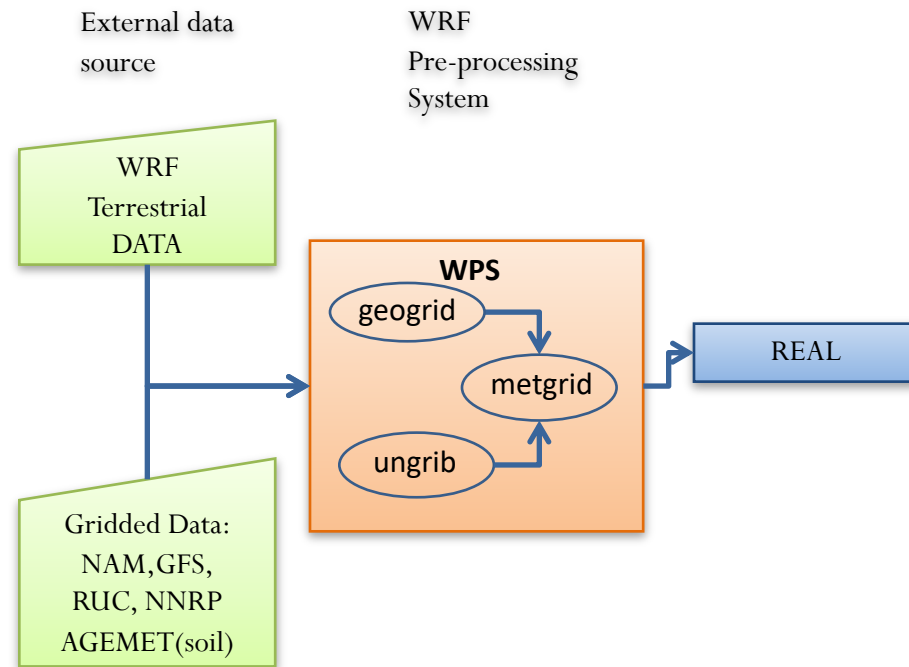 External data
source
WRF
Pre-processing
System
WRF
Terrestrial
DATA
WPS
geogrid
metgrid
ungrib
REAL
Gridded Data:
NAM,GFS,
RUC, NNRP
AGEMET(soil)